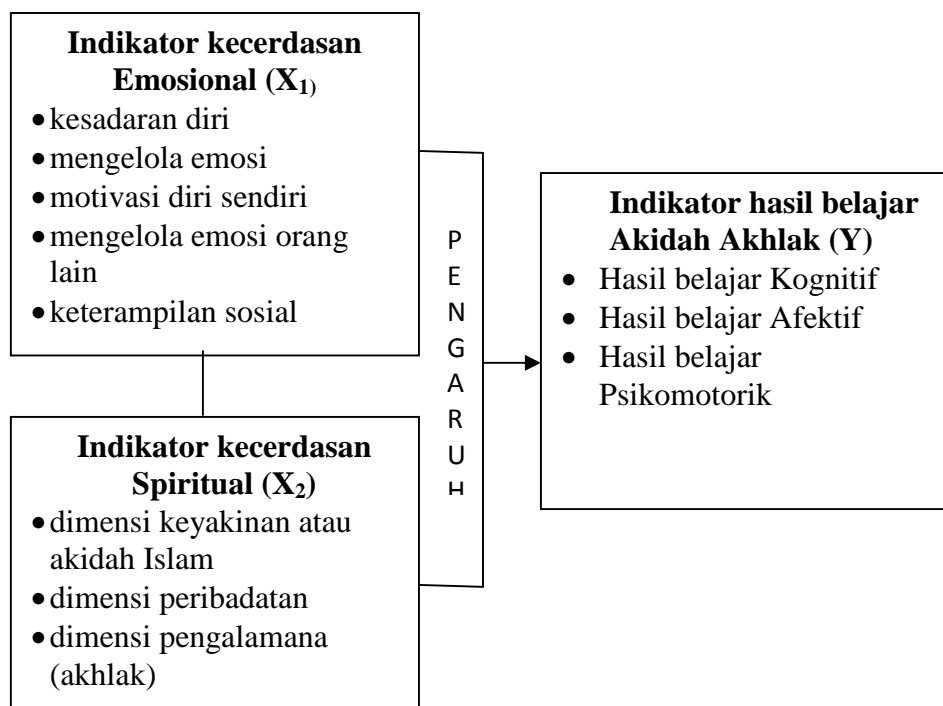 Indikator kecerdasan
Emosional (X1)
•kesadaran diri
•mengelola emosi
•motivasi diri sendiri
•mengelola emosi orang
lain
•keterampilan sosial
P
E
N
G
A
R
U
H
Indikator hasil belajar
Akidah Akhlak (Y)
• Hasil belajar Kognitif
• Hasil belajar Afektif
• Hasil belajar
Psikomotorik
Indikator kecerdasan
Spiritual (X2)
•dimensi keyakinan atau
akidah Islam
•dimensi peribadatan
•dimensi pengalamana
(akhlak)